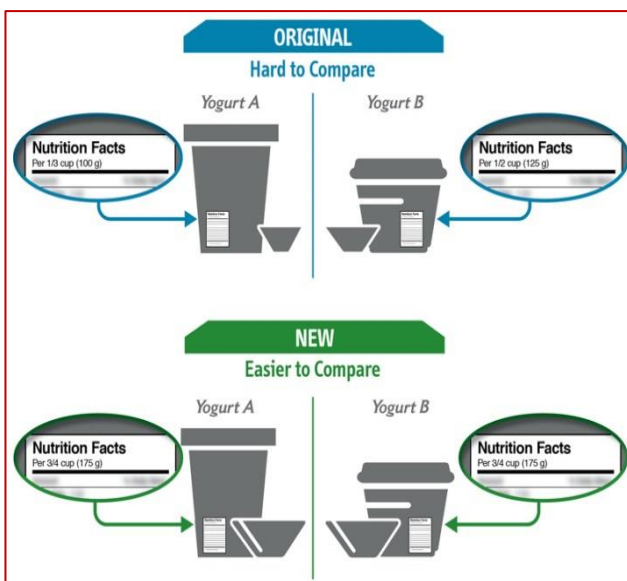 ORIGINAL
Hard to Compare
Yogurt A
Yogurt B
Nutrition Facts
Per 1/3 cup (100 g)
Nutrition Facts
Per 1/2 cup (125 g)
NEW
Easier to Compare
Yogurt A
Yogurt B
Nutrition Facts
Per 3/4 cup (175 g)
Nutrition Facts
Per 3/4 cup (175 g)